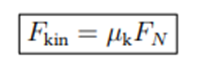 F_kin = μ_k F_N